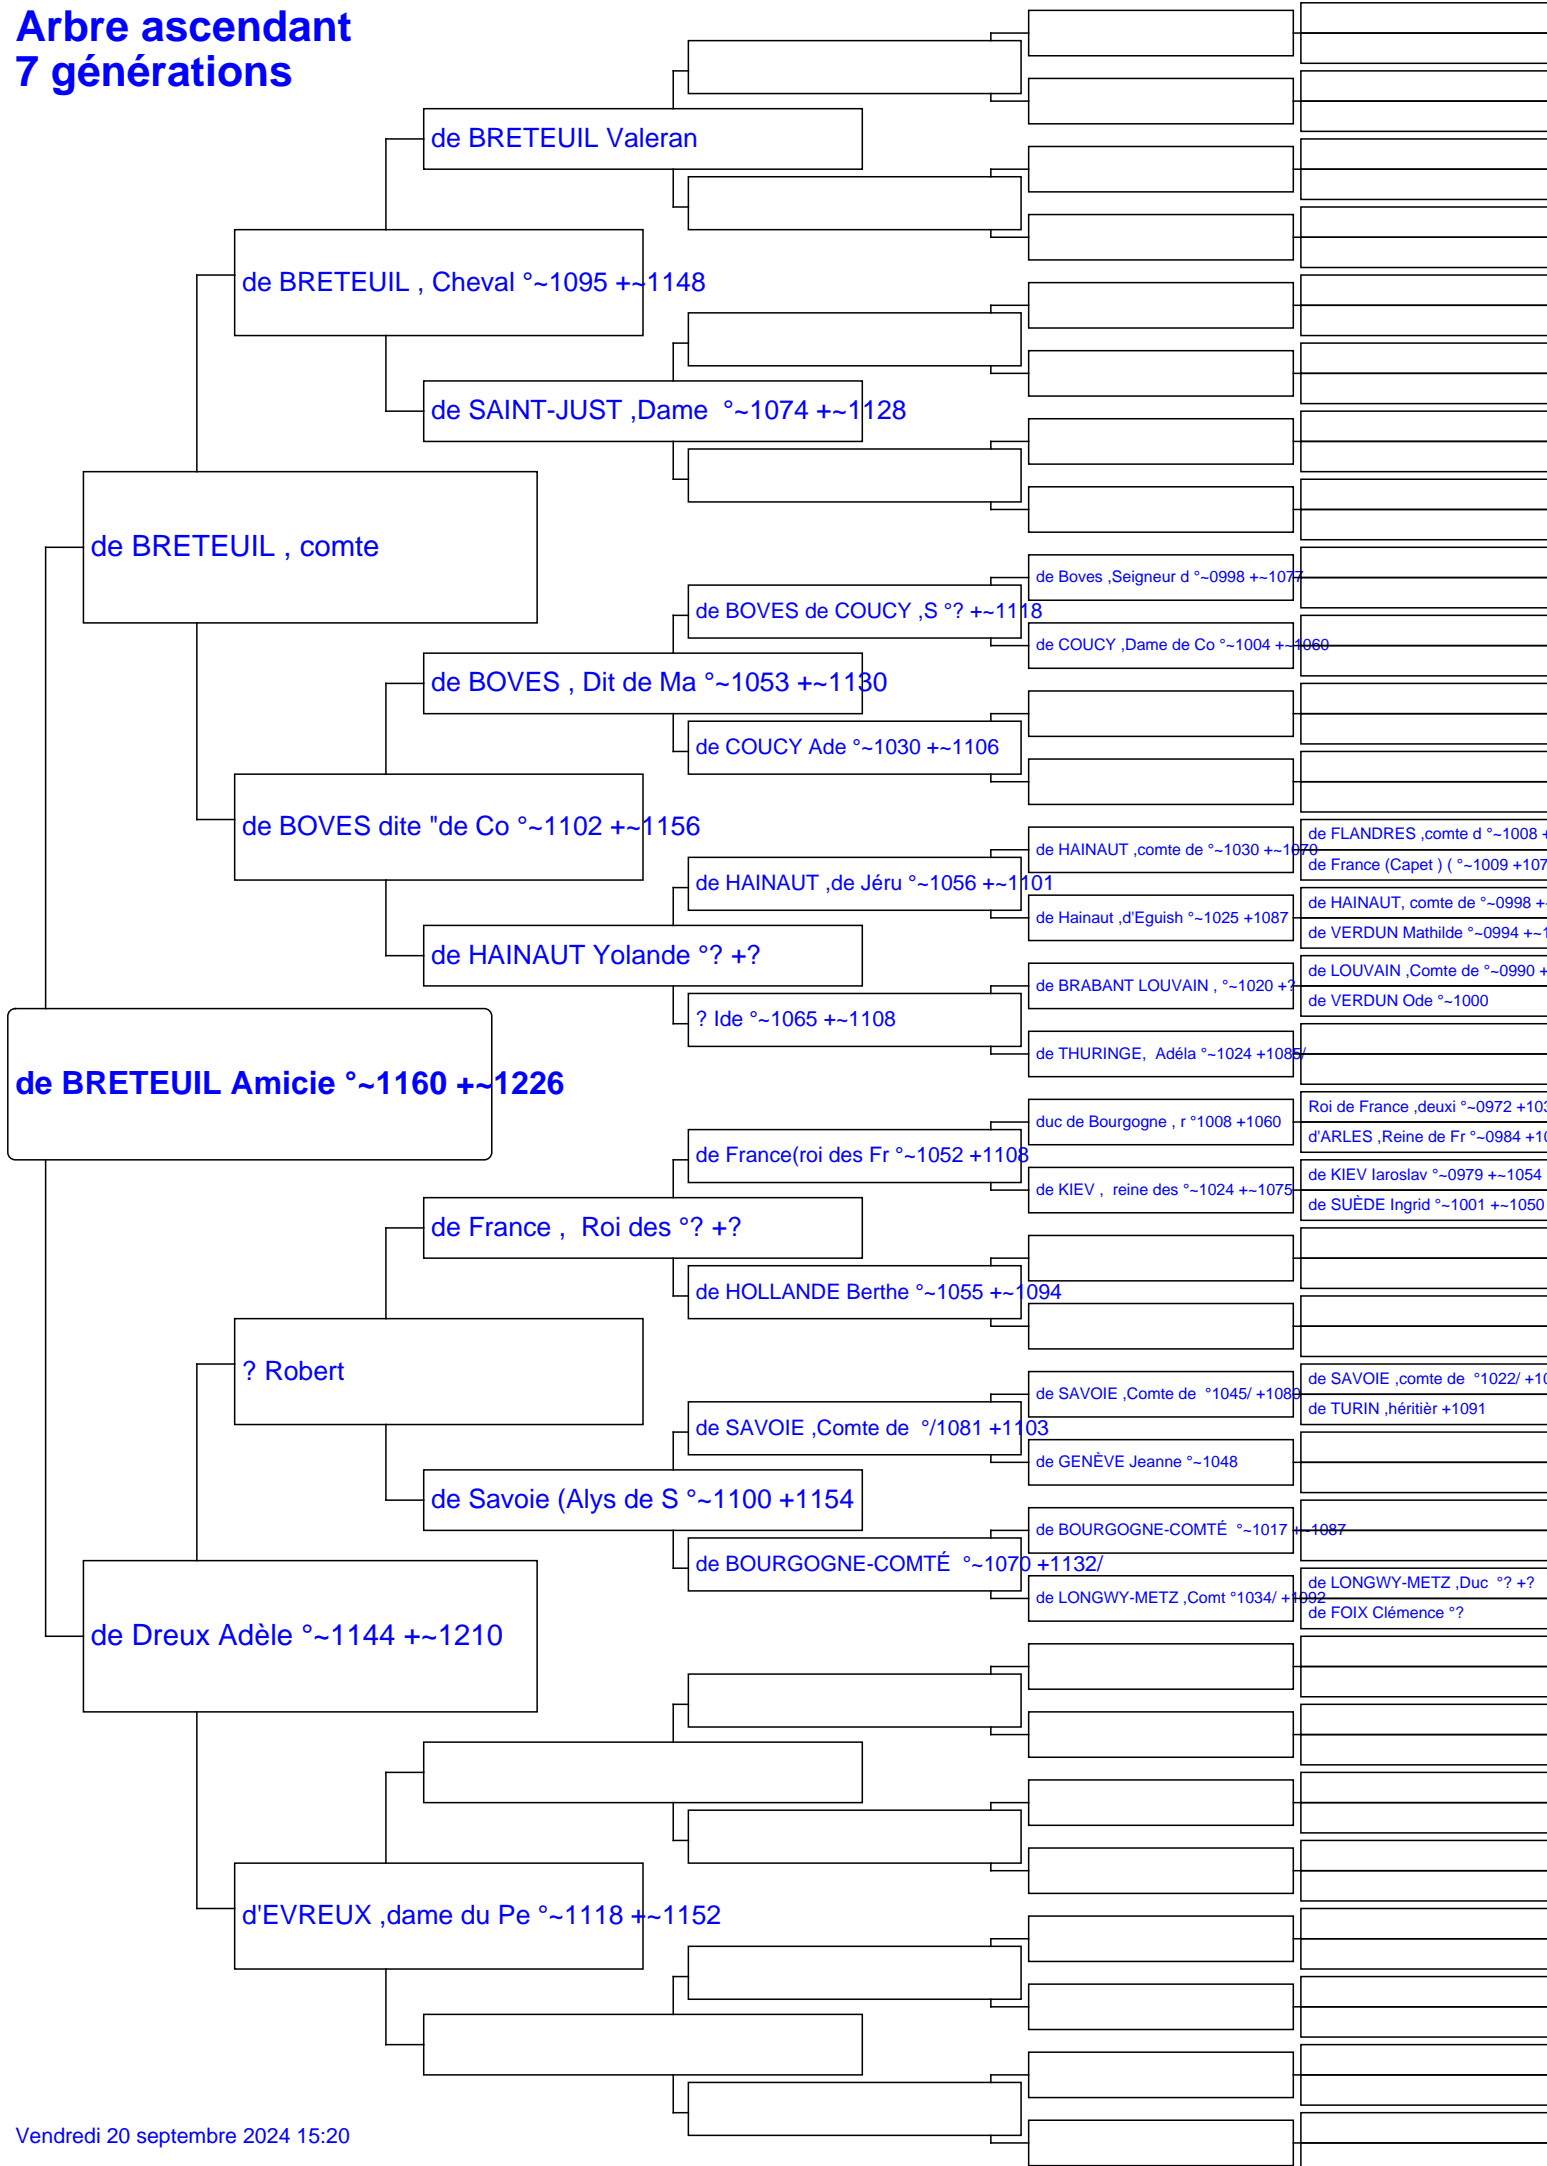 Arbre ascendant
7 générations
de BRETEUIL Valeran
de BRETEUIL , Cheval °~1095 +~1148
de SAINT-JUST ,Dame °~1074 +~1128
de BRETEUIL , comte
de Boves ,Seigneur d °~0998 +~1077
de BOVES de COUCY ,S °? +~1118
de COUCY ,Dame de Co °~1004 +~1060
de BOVES , Dit de Ma °~1053 +~1130
de COUCY Ade °~1030 +~1106
de BOVES dite "de Co °~1102 +~1156
de FLANDRES ,comte d °~1008 +
de HAINAUT ,comte de °~1030 +~1070
de France (Capet ) ( °~1009 +107
de HAINAUT ,de Jéru °~1056 +~1101
de HAINAUT, comte de °~0998 +~
de Hainaut ,d'Eguish °~1025 +1087
de VERDUN Mathilde °~0994 +~1
de HAINAUT Yolande °? +?
de LOUVAIN ,Comte de °~0990 +
de BRABANT LOUVAIN , °~1020 +?
de VERDUN Ode °~1000
? Ide °~1065 +~1108
de THURINGE, Adéla °~1024 +1085/
de BRETEUIL Amicie °~1160 +~1226
Roi de France ,deuxi °~0972 +103
duc de Bourgogne , r °1008 +1060
d'ARLES ,Reine de Fr °~0984 +10
de France(roi des Fr °~1052 +1108
de KIEV Iaroslav °~0979 +~1054
de KIEV , reine des °~1024 +~1075
de SUÈDE Ingrid °~1001 +~1050
de France , Roi des °? +?
de HOLLANDE Berthe °~1055 +~1094
? Robert
de SAVOIE ,comte de °1022/ +10
de SAVOIE ,Comte de °1045/ +1080
de TURIN ,héritièr +1091
de SAVOIE ,Comte de °/1081 +1103
de GENÈVE Jeanne °~1048
de Savoie (Alys de S °~1100 +1154
de BOURGOGNE-COMTÉ °~1017 +~1087
de BOURGOGNE-COMTÉ °~1070 +1132/
de LONGWY-METZ ,Duc °? +?
de LONGWY-METZ ,Comt °1034/ +1092
de FOIX Clémence °?
de Dreux Adèle °~1144 +~1210
d'EVREUX ,dame du Pe °~1118 +~1152
Vendredi 20 septembre 2024 15:20